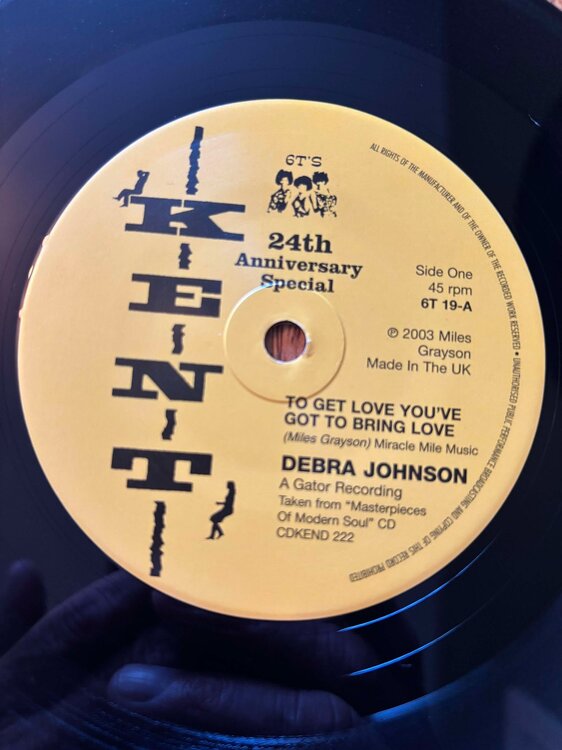 KENT
6T'S
24th
Anniversary
Special
Side One
45 rpm
6T 19-A
℗ 2003 Miles
Grayson
Made In The UK
TO GET LOVE YOU'VE
GOT TO BRING LOVE
(Miles Grayson) Miracle Mile Music
DEBRA JOHNSON
A Gator Recording
Taken from "Masterpieces
Of Modern Soul" CD
CDKEND 222
ALL RIGHTS OF THE MANUFACTURER AND OF THE OWNER OF THE RECORDED WORK RESERVED • UNAUTHORISED PUBLIC PERFORMANCE BROADCASTING AND COPYING OF THIS RECORD PROHIBITED